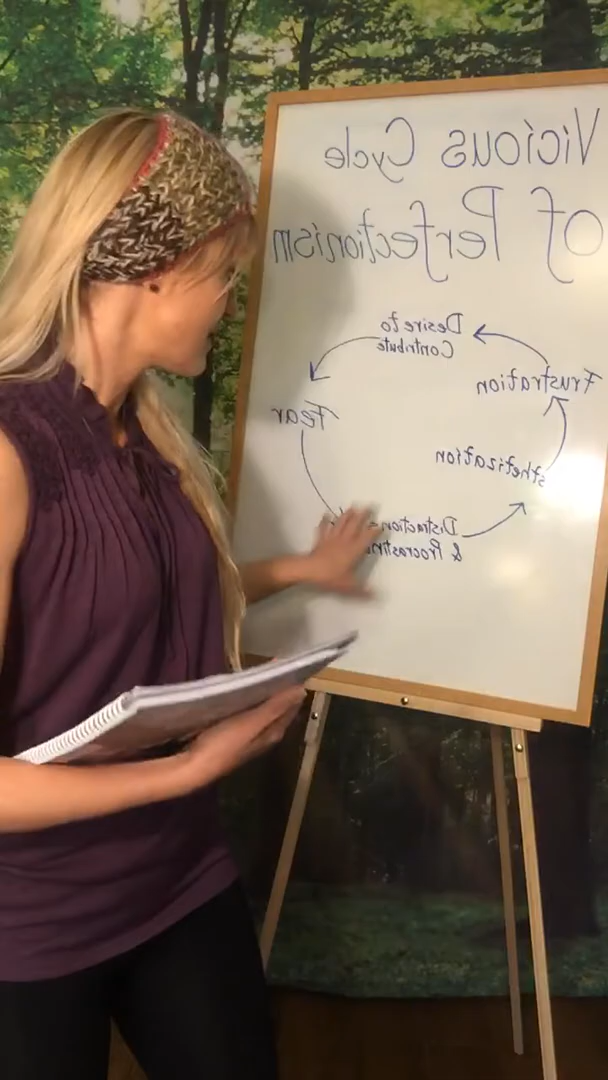 Vicious Cycle
of Perfectionism
Desire to
Contribute
Frustration
Fear
Distraction
&